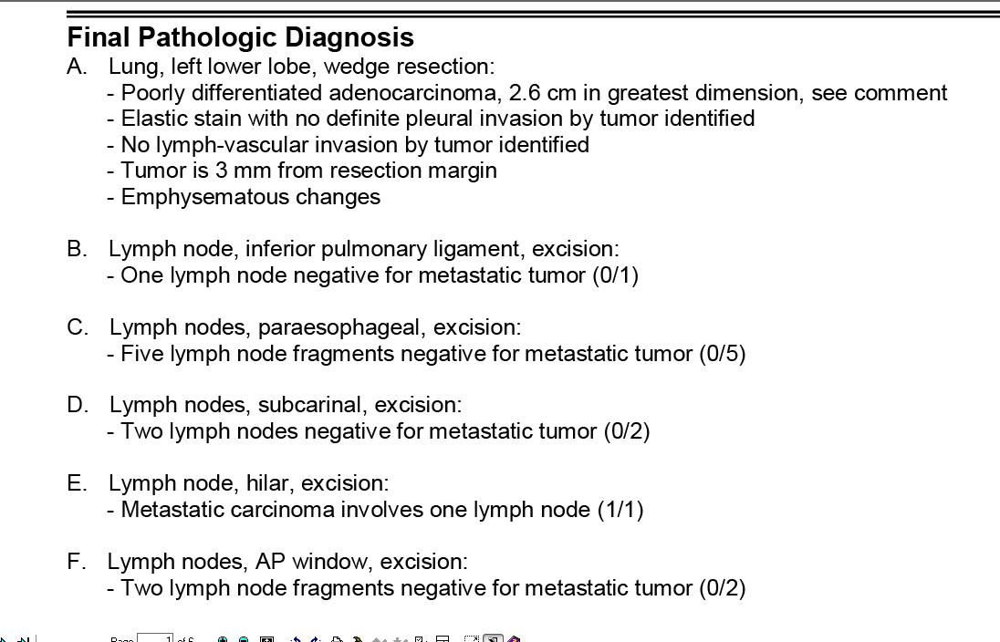 Final Pathologic Diagnosis
A. Lung, left lower lobe, wedge resection:
- Poorly differentiated adenocarcinoma, 2.6 cm in greatest dimension, see comment
- Elastic stain with no definite pleural invasion by tumor identified
- No lymph-vascular invasion by tumor identified
- Tumor is 3 mm from resection margin
- Emphysematous changes
B. Lymph node, inferior pulmonary ligament, excision:
- One lymph node negative for metastatic tumor (0/1)
C. Lymph nodes, paraesophageal, excision:
- Five lymph node fragments negative for metastatic tumor (0/5)
D. Lymph nodes, subcarinal, excision:
- Two lymph nodes negative for metastatic tumor (0/2)
E. Lymph node, hilar, excision:
- Metastatic carcinoma involves one lymph node (1/1)
F. Lymph nodes, AP window, excision:
- Two lymph node fragments negative for metastatic tumor (0/2)
Page 1 of 6